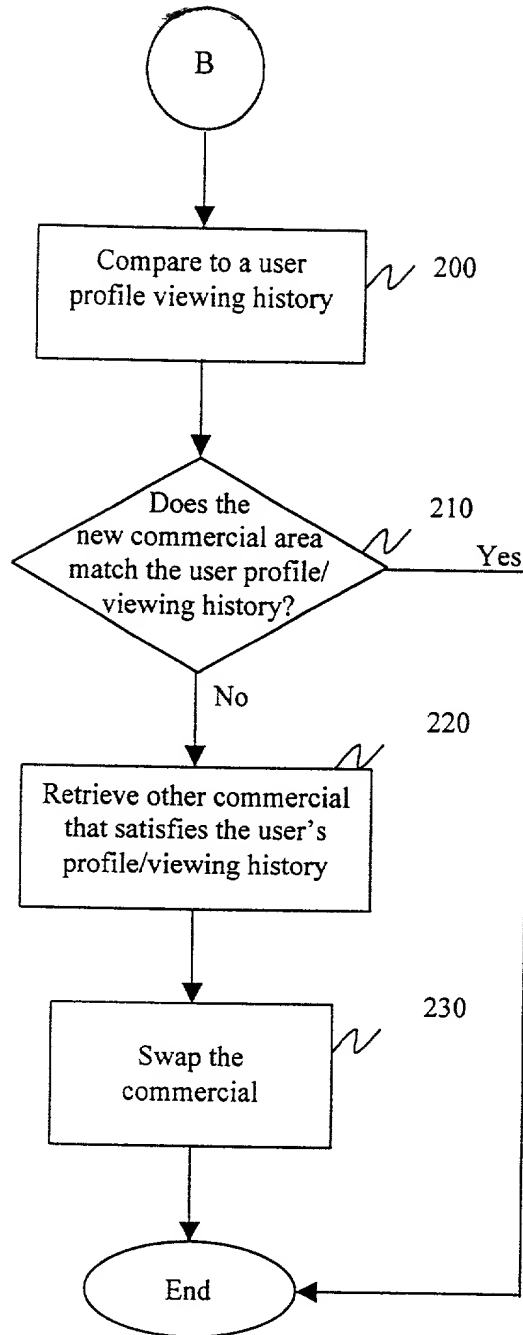 B
Compare to a user
profile viewing history
200
Does the
new commercial area
match the user profile/
viewing history?
210
Yes
No
220
Retrieve other commercial
that satisfies the user's
profile/viewing history
230
Swap the
commercial
End